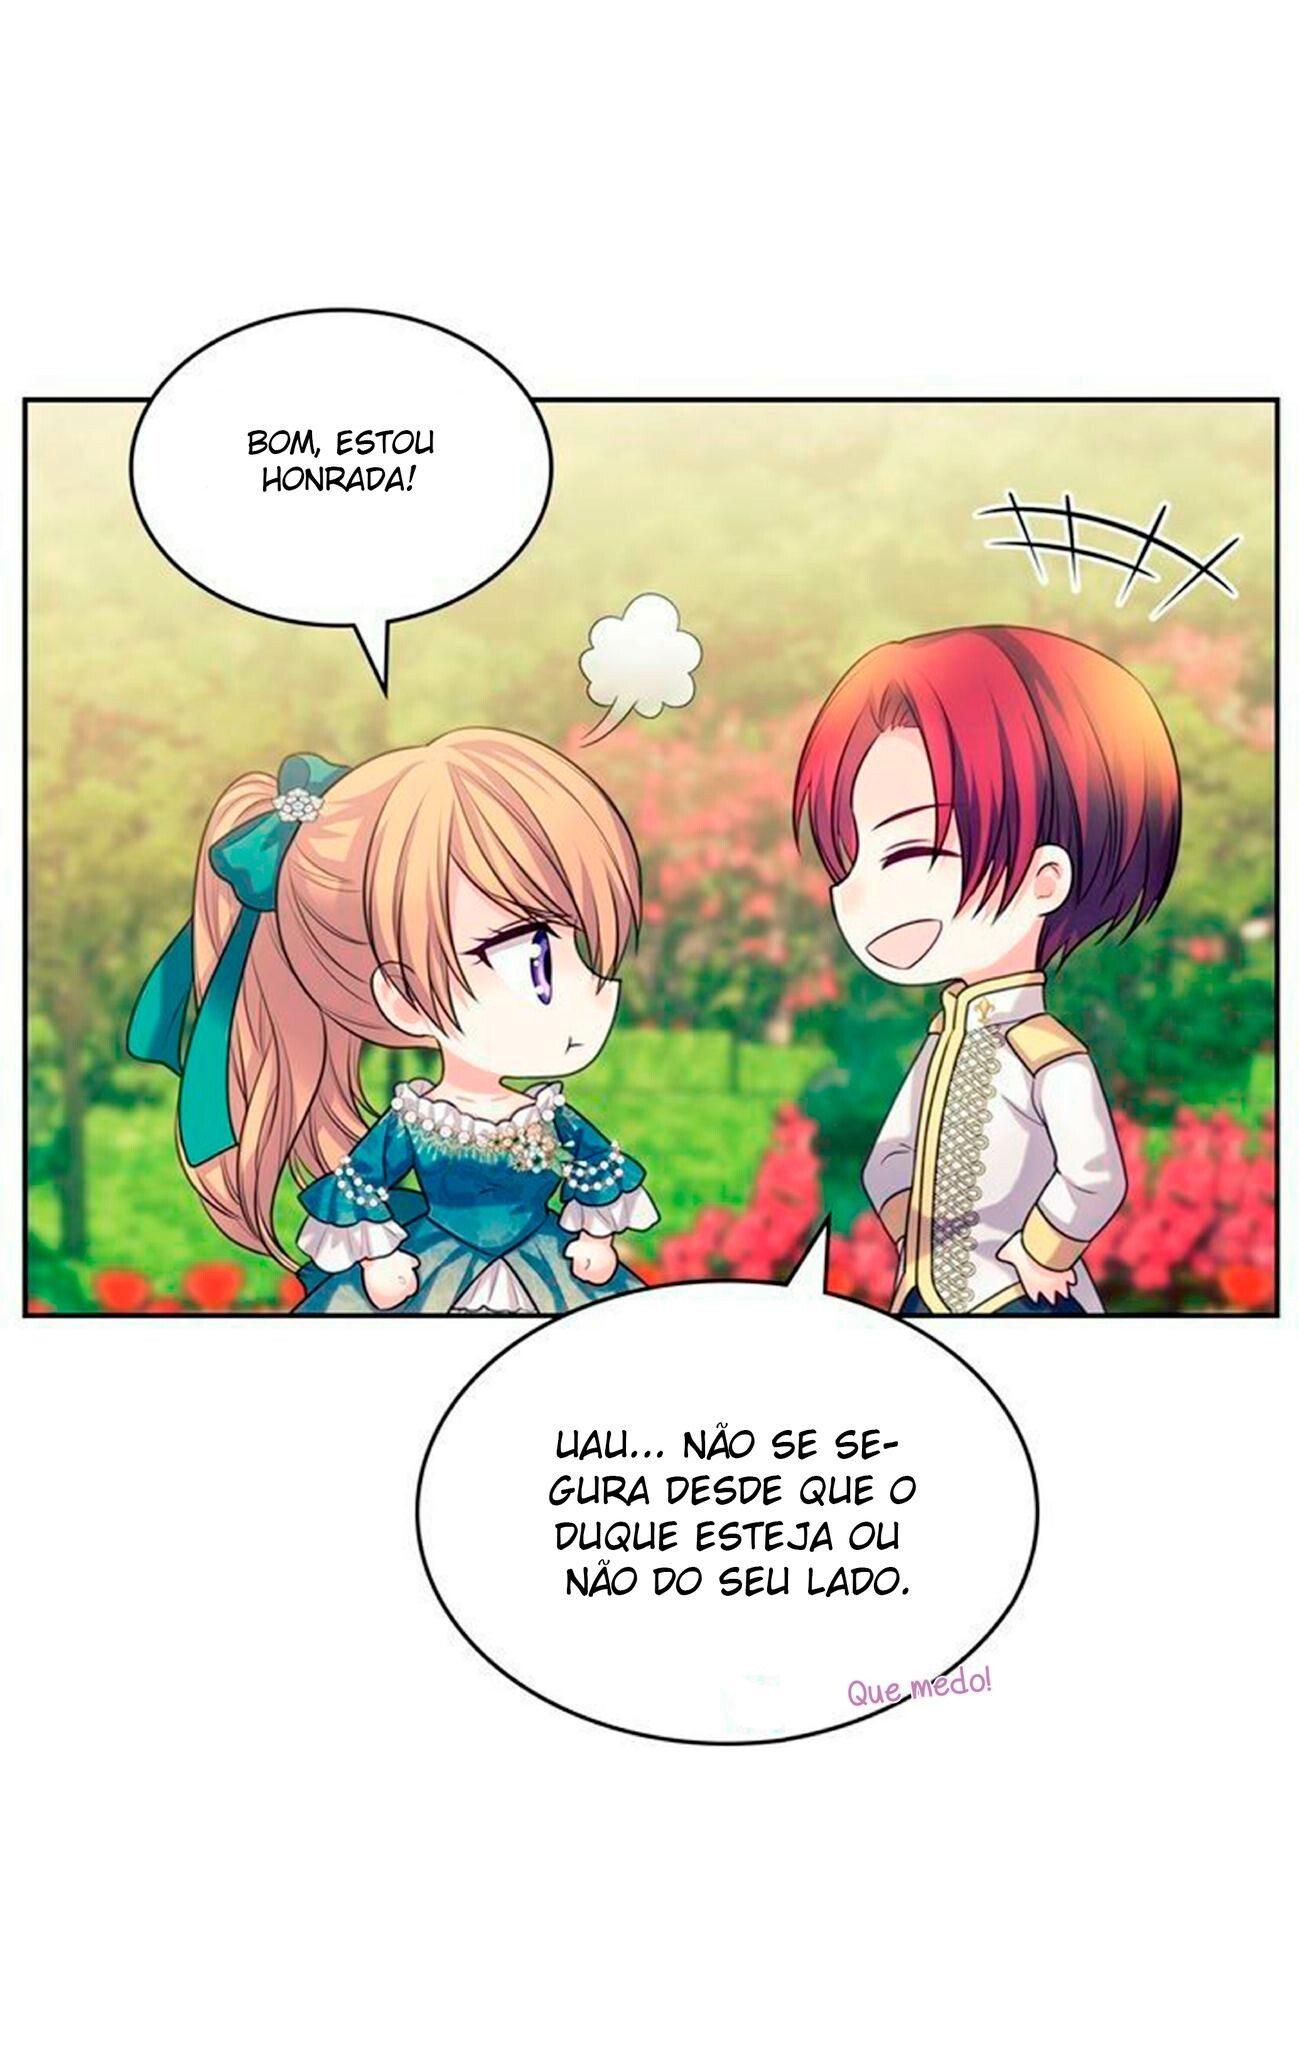 BOM, ESTOU
HONRADA!
UAU... NÃO SE SE-
GURA DESDE QUE O
DUQUE ESTEJA OU
NÃO DO SEU LADO.
Que medo!